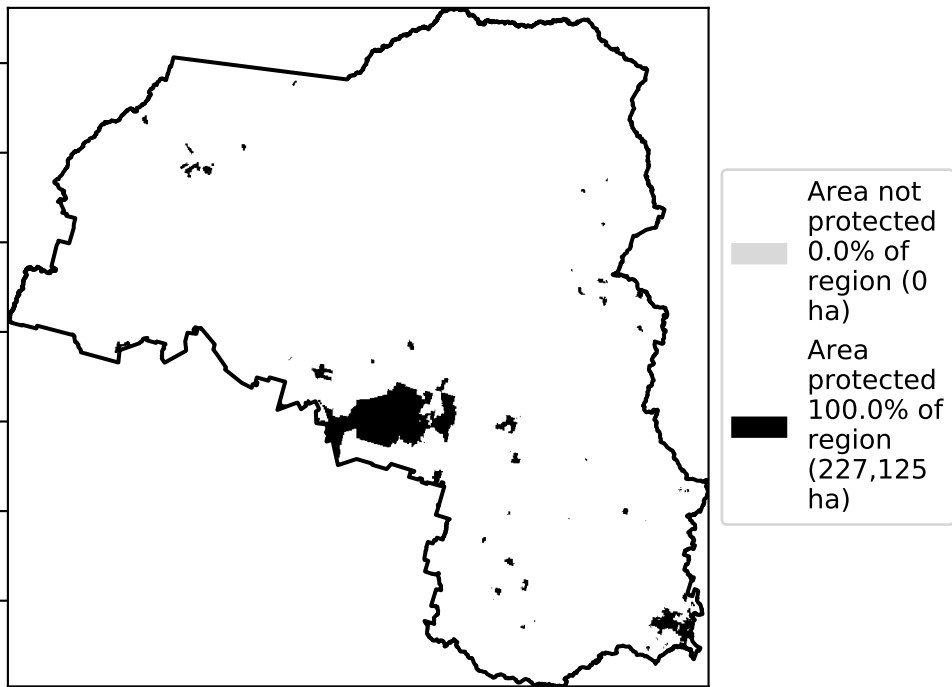 Area not
protected
0.0% of
region (0
ha)
Area
protected
100.0% of
region
(227,125
ha)